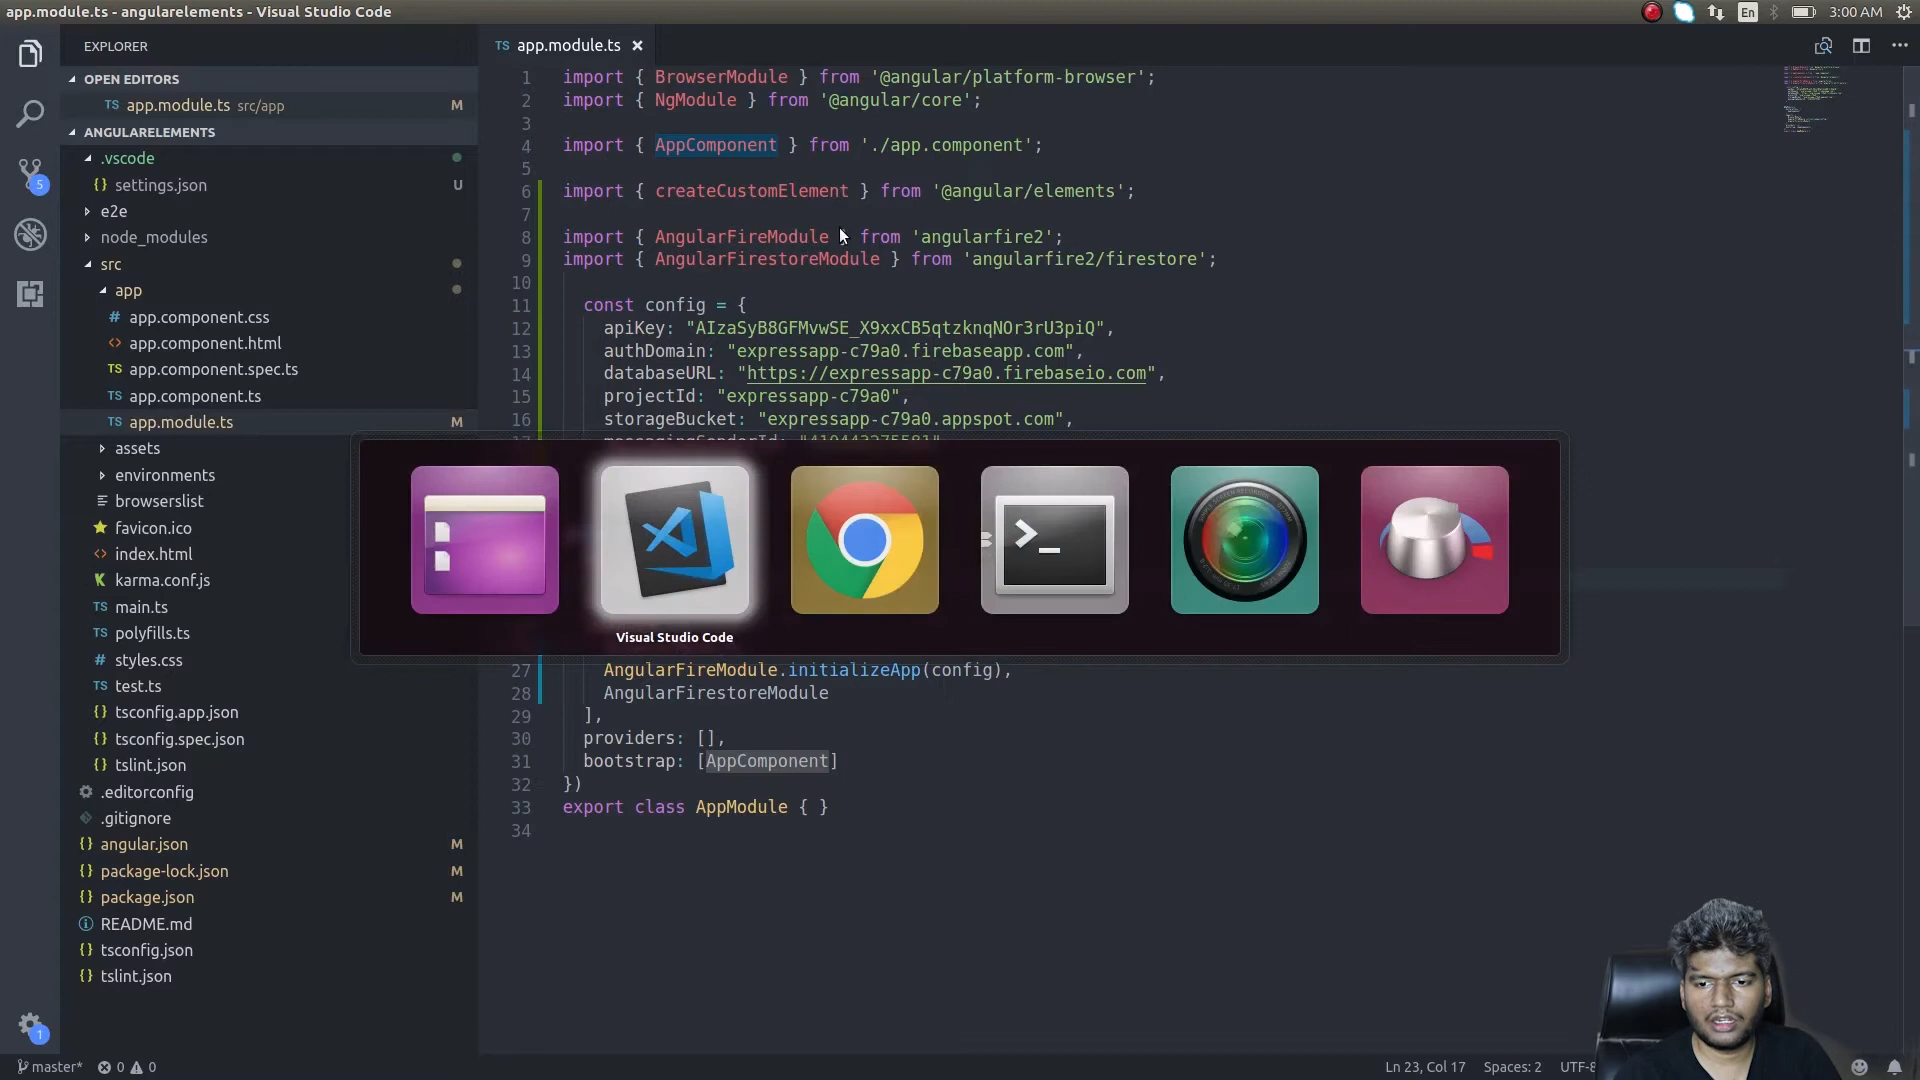 app.module.ts - angularelements - Visual Studio Code
En
3:00 AM
EXPLORER
OPEN EDITORS
TS app.module.ts src/app M
ANGULARELEMENTS
.vscode
{} settings.json U
e2e
node_modules
src
app
# app.component.css
<> app.component.html
TS app.component.spec.ts
TS app.component.ts
TS app.module.ts M
assets
environments
browserslist
favicon.ico
<> index.html
K karma.conf.js
TS main.ts
TS polyfills.ts
# styles.css
TS test.ts
{} tsconfig.app.json
{} tsconfig.spec.json
{} tslint.json
.editorconfig
.gitignore
{} angular.json M
{} package-lock.json M
{} package.json M
README.md
{} tsconfig.json
{} tslint.json
5
1
TS app.module.ts ×
1 import { BrowserModule } from '@angular/platform-browser';
2 import { NgModule } from '@angular/core';
3
4 import { AppComponent } from './app.component';
5
6 import { createCustomElement } from '@angular/elements';
7
8 import { AngularFireModule from 'angularfire2';
9 import { AngularFirestoreModule } from 'angularfire2/firestore';
10
11 const config = {
12 apiKey: "AIzaSyB8GFMvwSE_X9xxCB5qtzknqNOr3rU3piQ",
13 authDomain: "expressapp-c79a0.firebaseapp.com",
14 databaseURL: "https://expressapp-c79a0.firebaseio.com",
15 projectId: "expressapp-c79a0",
16 storageBucket: "expressapp-c79a0.appspot.com",
Visual Studio Code
27 AngularFireModule.initializeApp(config),
28 AngularFirestoreModule
29 ],
30 providers: [],
31 bootstrap: [AppComponent]
32 })
33 export class AppModule { }
34
master* 0 0
Ln 23, Col 17 Spaces: 2